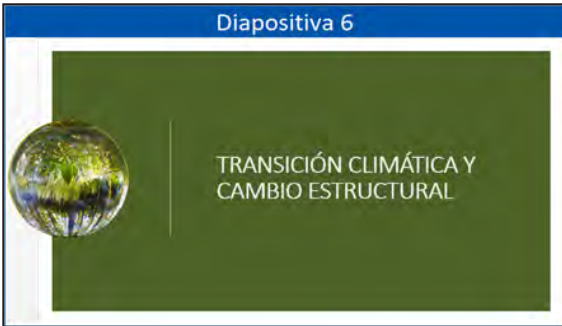 Diapositiva 6
TRANSICIÓN CLIMÁTICA Y
CAMBIO ESTRUCTURAL